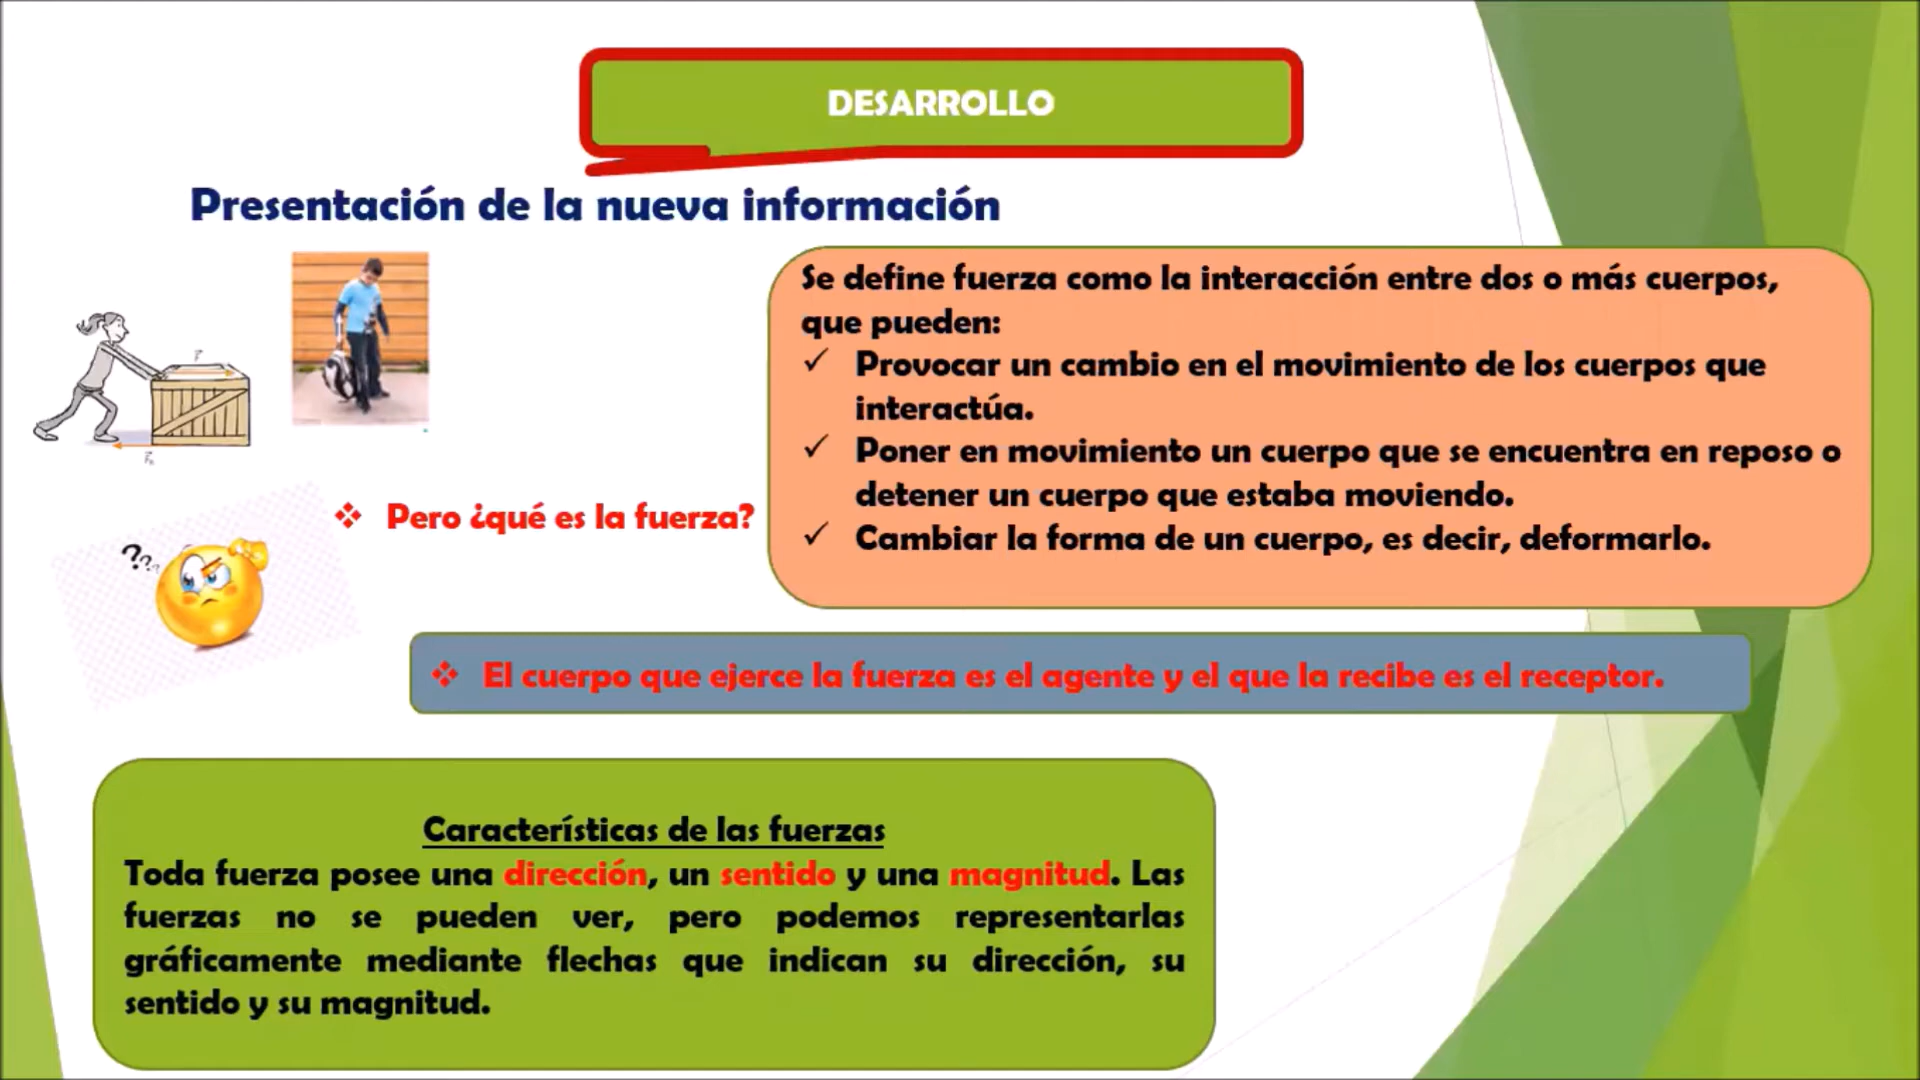 DESARROLLO
Presentación de la nueva información
Se define fuerza como la interacción entre dos o más cuerpos,
que pueden:
✓ Provocar un cambio en el movimiento de los cuerpos que
interactúa.
✓ Poner en movimiento un cuerpo que se encuentra en reposo o
detener un cuerpo que estaba moviendo.
✓ Cambiar la forma de un cuerpo, es decir, deformarlo.
❖ Pero ¿qué es la fuerza?
???
❖ El cuerpo que ejerce la fuerza es el agente y el que la recibe es el receptor.
Características de las fuerzas
Toda fuerza posee una dirección, un sentido y una magnitud. Las
fuerzas no se pueden ver, pero podemos representarlas
gráficamente mediante flechas que indican su dirección, su
sentido y su magnitud.